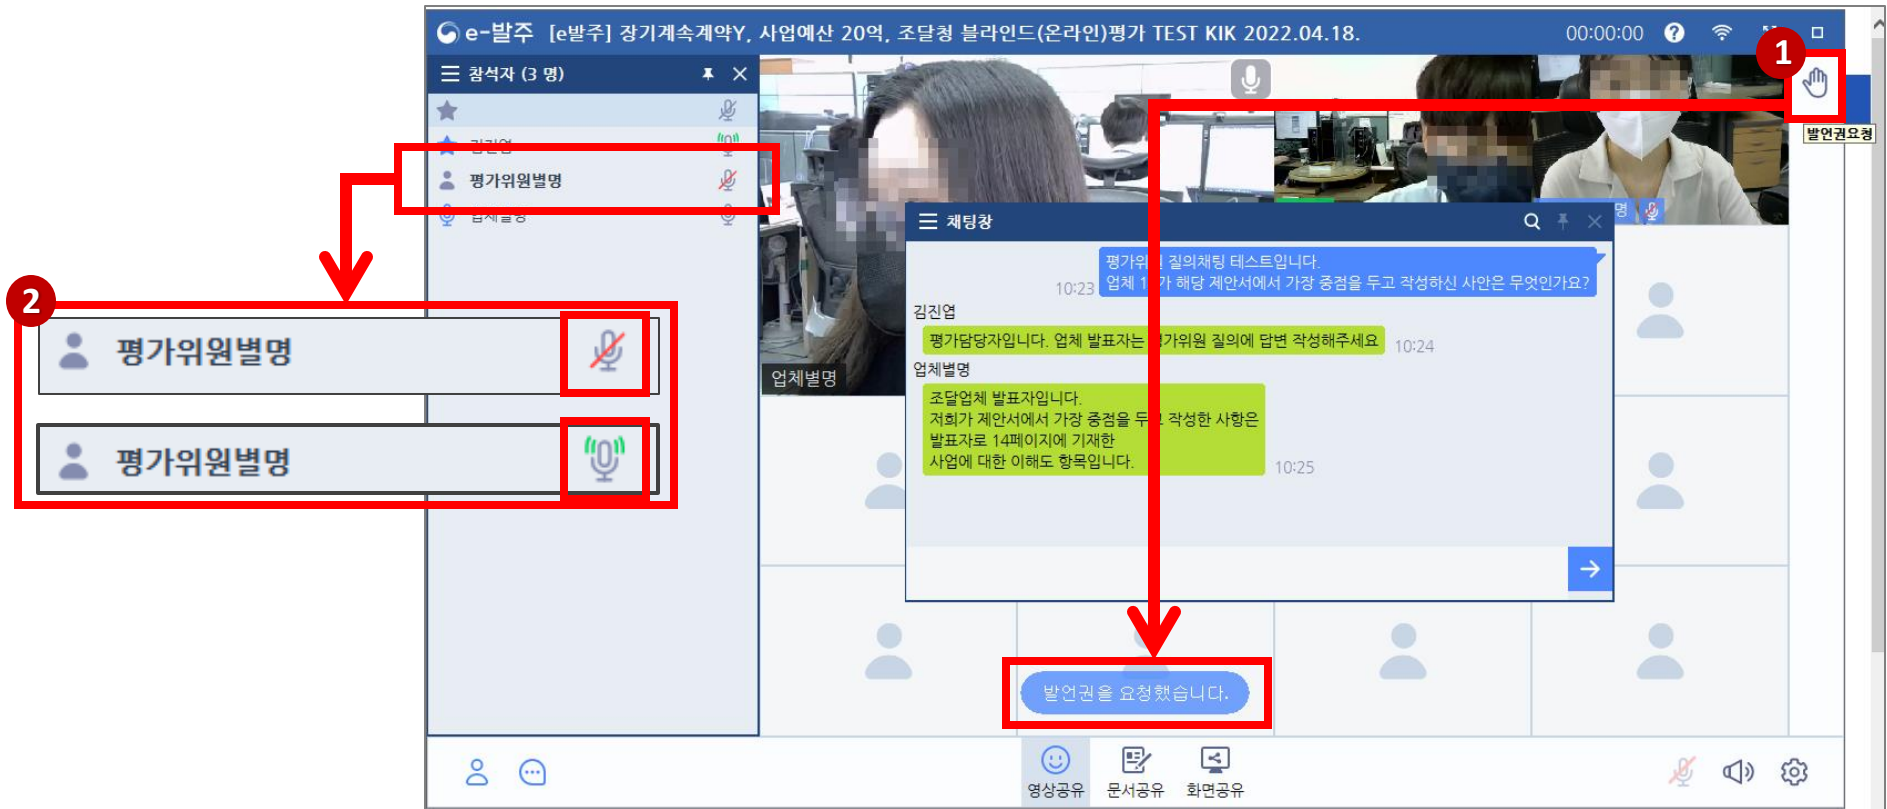 e-발주 [e발주] 장기계속계약Y, 사업예산 20억, 조달청 블라인드(온라인)평가 TEST KIK 2022.04.18.
00:00:00
1
발언권요청
참석자 (3 명)
김진엽
평가위원별명
업체별명
2
평가위원별명
평가위원별명
업체별명
명
채팅창
평가위원 질의채팅 테스트입니다.
업체 1가 해당 제안서에서 가장 중점을 두고 작성하신 사안은 무엇인가요?
10:23
김진엽
평가담당자입니다. 업체 발표자는 평가위원 질의에 답변 작성해주세요
10:24
업체별명
조달업체 발표자입니다.
저희가 제안서에서 가장 중점을 두고 작성한 사항은
발표자로 14페이지에 기재한
사업에 대한 이해도 항목입니다.
10:25
발언권을 요청했습니다.
영상공유
문서공유
화면공유